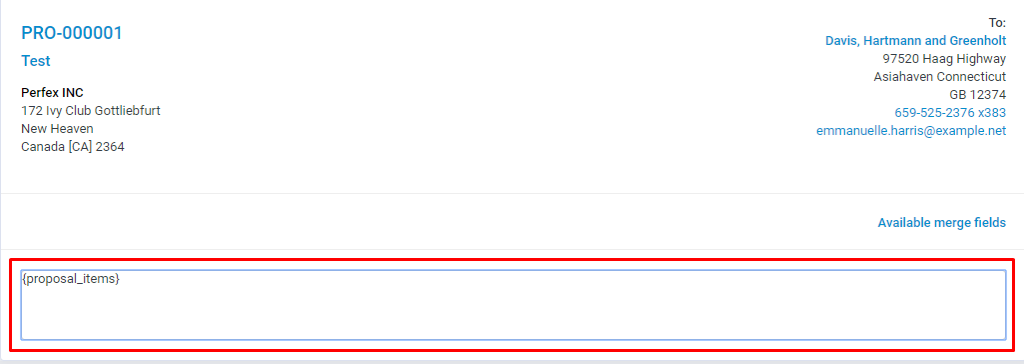 PRO-000001
Test
Perfex INC
172 Ivy Club Gottliebfurt
New Heaven
Canada [CA] 2364
To:
Davis, Hartmann and Greenholt
97520 Haag Highway
Asiahaven Connecticut
GB 12374
659-525-2376 x383
emmanuelle.harris@example.net
Available merge fields
{proposal_items}